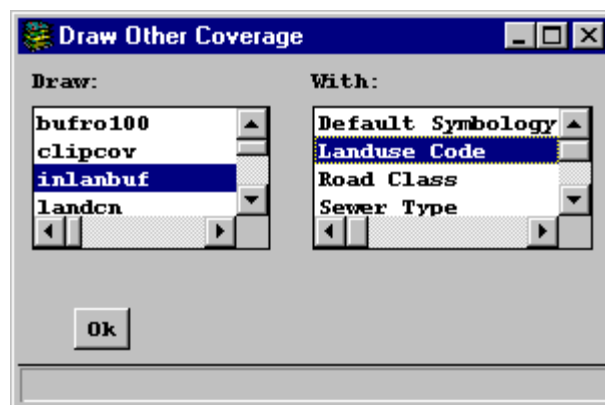 Draw Other Coverage
Draw:
With:
bufro100
clipcov
inlanbuf
landcn
Default Symbology
Landuse Code
Road Class
Sewer Type
Ok